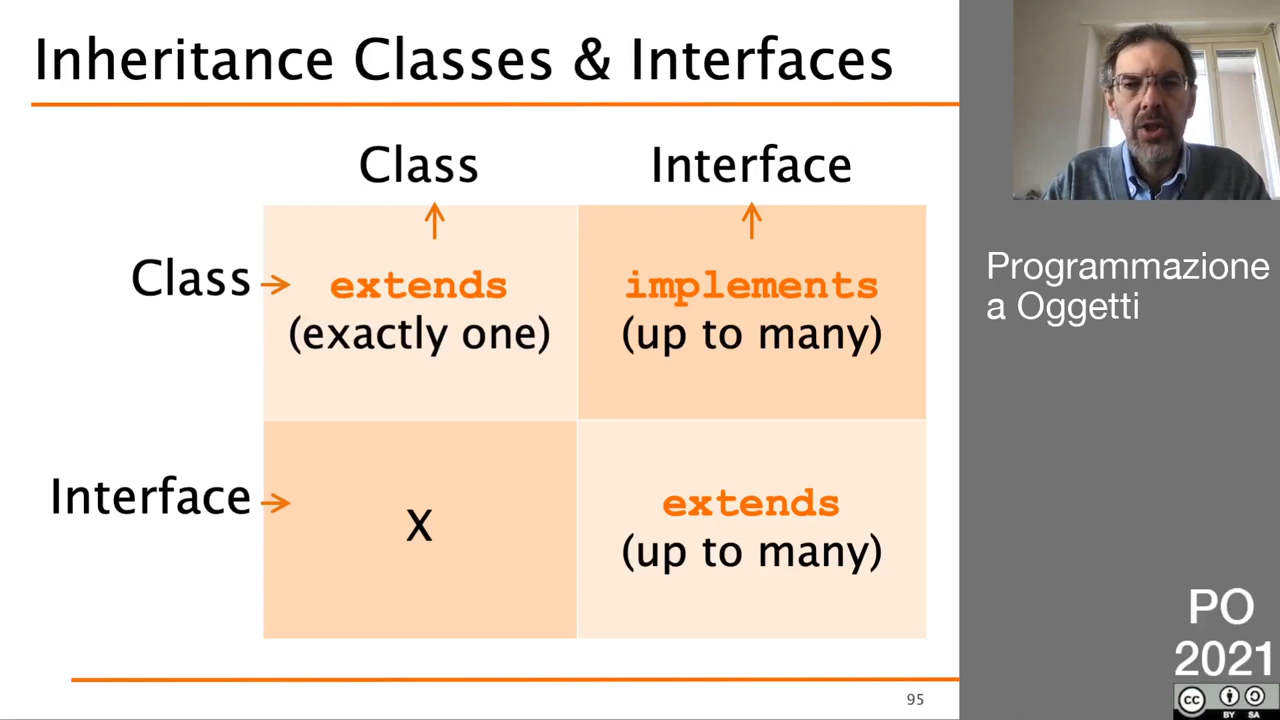 Inheritance Classes & Interfaces
Class
Interface
Class
extends
(exactly one)
implements
(up to many)
Interface
X
extends
(up to many)
95
Programmazione
a Oggetti
PO
2021
cc
BY SA